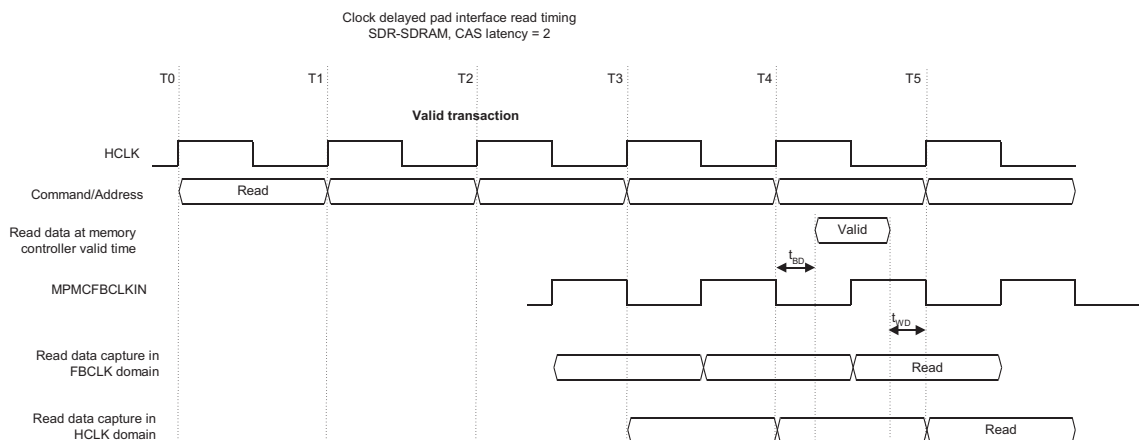 Clock delayed pad interface read timing
SDR-SDRAM, CAS latency = 2
T0 T1 T2 T3 T4 T5
Valid transaction
HCLK
Command/Address Read
Read data at memory
controller valid time
Valid
tBD
MPMCFBCLKIN
tWD
Read data capture in
FBCLK domain
Read
Read data capture in
HCLK domain
Read